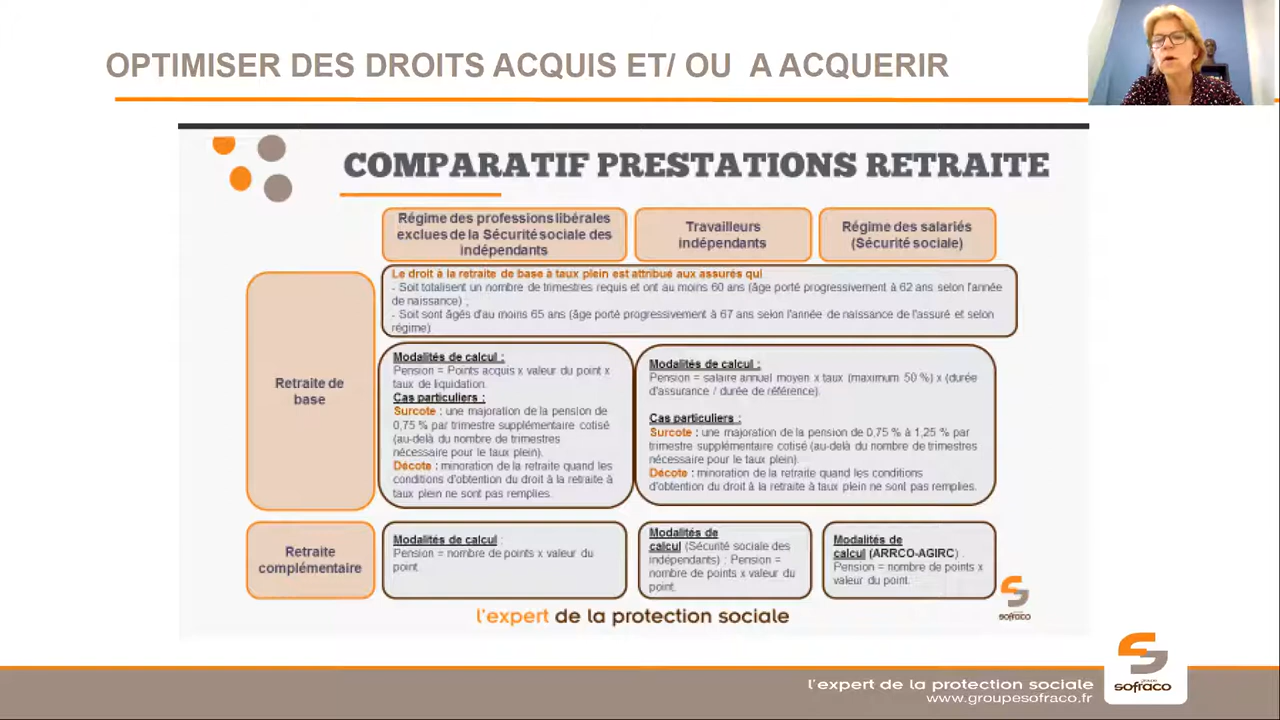 OPTIMISER DES DROITS ACQUIS ET/ OU A ACQUERIR
COMPARATIF PRESTATIONS RETRAITE
Régime des professions libérales
exclues de la Sécurité sociale des
indépendants
Travailleurs
indépendants
Régime des salariés
(Sécurité sociale)
Le droit à la retraite de base à taux plein est attribué aux assurés qui
- Soit totalisent un nombre de trimestres requis et ont au moins 60 ans (âge porté progressivement à 62 ans selon l'année
de naissance) ;
- Soit sont âgés d'au moins 65 ans (âge porté progressivement à 67 ans selon l'année de naissance de l'assuré et selon
régime)
Retraite de
base
Modalités de calcul :
Pension = Points acquis x valeur du point x
taux de liquidation.
Cas particuliers :
Surcote : une majoration de la pension de
0,75 % par trimestre supplémentaire cotisé
(au-delà du nombre de trimestres
nécessaire pour le taux plein).
Décote : minoration de la retraite quand les
conditions d'obtention du droit à la retraite à
taux plein ne sont pas remplies.
Modalités de calcul :
Pension = salaire annuel moyen x taux (maximum 50 %) x (durée
d'assurance / durée de référence).
Cas particuliers :
Surcote : une majoration de la pension de 0,75 % à 1,25 % par
trimestre supplémentaire cotisé (au-delà du nombre de trimestres
nécessaire pour le taux plein).
Décote : minoration de la retraite quand les conditions
d'obtention du droit à la retraite à taux plein ne sont pas remplies.
Retraite
complémentaire
Modalités de calcul :
Pension = nombre de points x valeur du
point.
Modalités de
calcul (Sécurité sociale des
indépendants) : Pension =
nombre de points x valeur du
point.
Modalités de
calcul (ARRCO-AGIRC) :
Pension = nombre de points x
valeur du point.
l'expert de la protection sociale
sofraco
l'expert de la protection sociale
www.groupesofraco.fr
groupe
sofraco